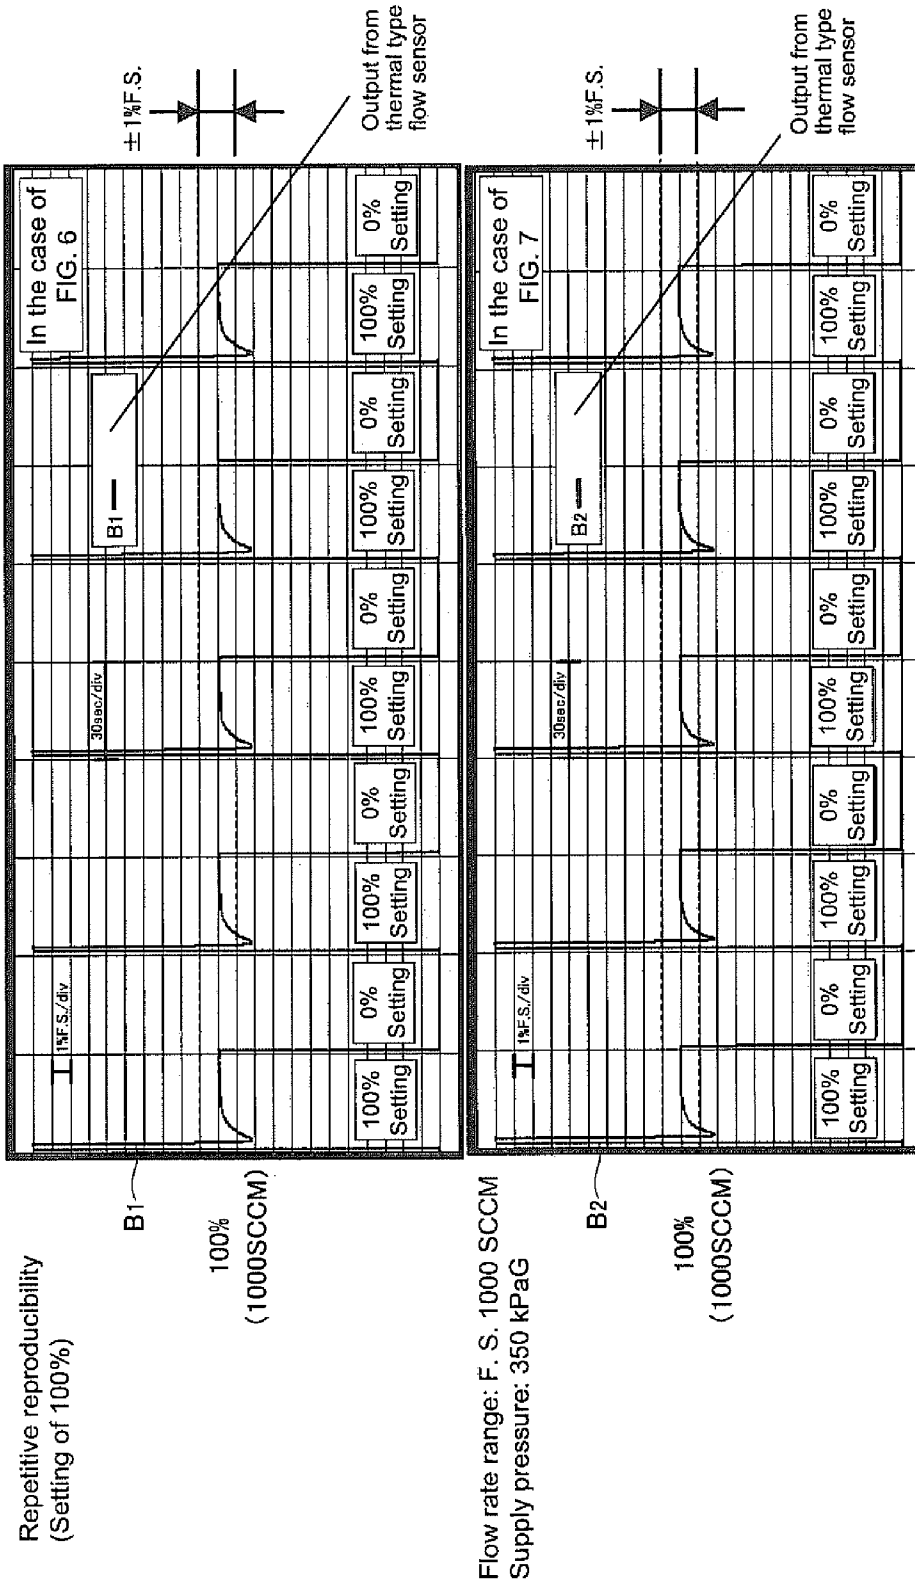 Repetitive reproducibility
(Setting of 100%)
B1
100%
(1000SCCM)
1%F.S./div
30sec/div
B1
In the case of
FIG. 6
100%
Setting
0%
Setting
100%
Setting
0%
Setting
100%
Setting
0%
Setting
100%
Setting
0%
Setting
100%
Setting
0%
Setting
±1%F.S.
Output from
thermal type
flow sensor
Flow rate range: F. S. 1000 SCCM
Supply pressure: 350 kPaG
B2
100%
(1000SCCM)
1%F.S./div
30sec/div
B2
In the case of
FIG. 7
100%
Setting
0%
Setting
100%
Setting
0%
Setting
100%
Setting
0%
Setting
100%
Setting
0%
Setting
100%
Setting
0%
Setting
±1%F.S.
Output from
thermal type
flow sensor